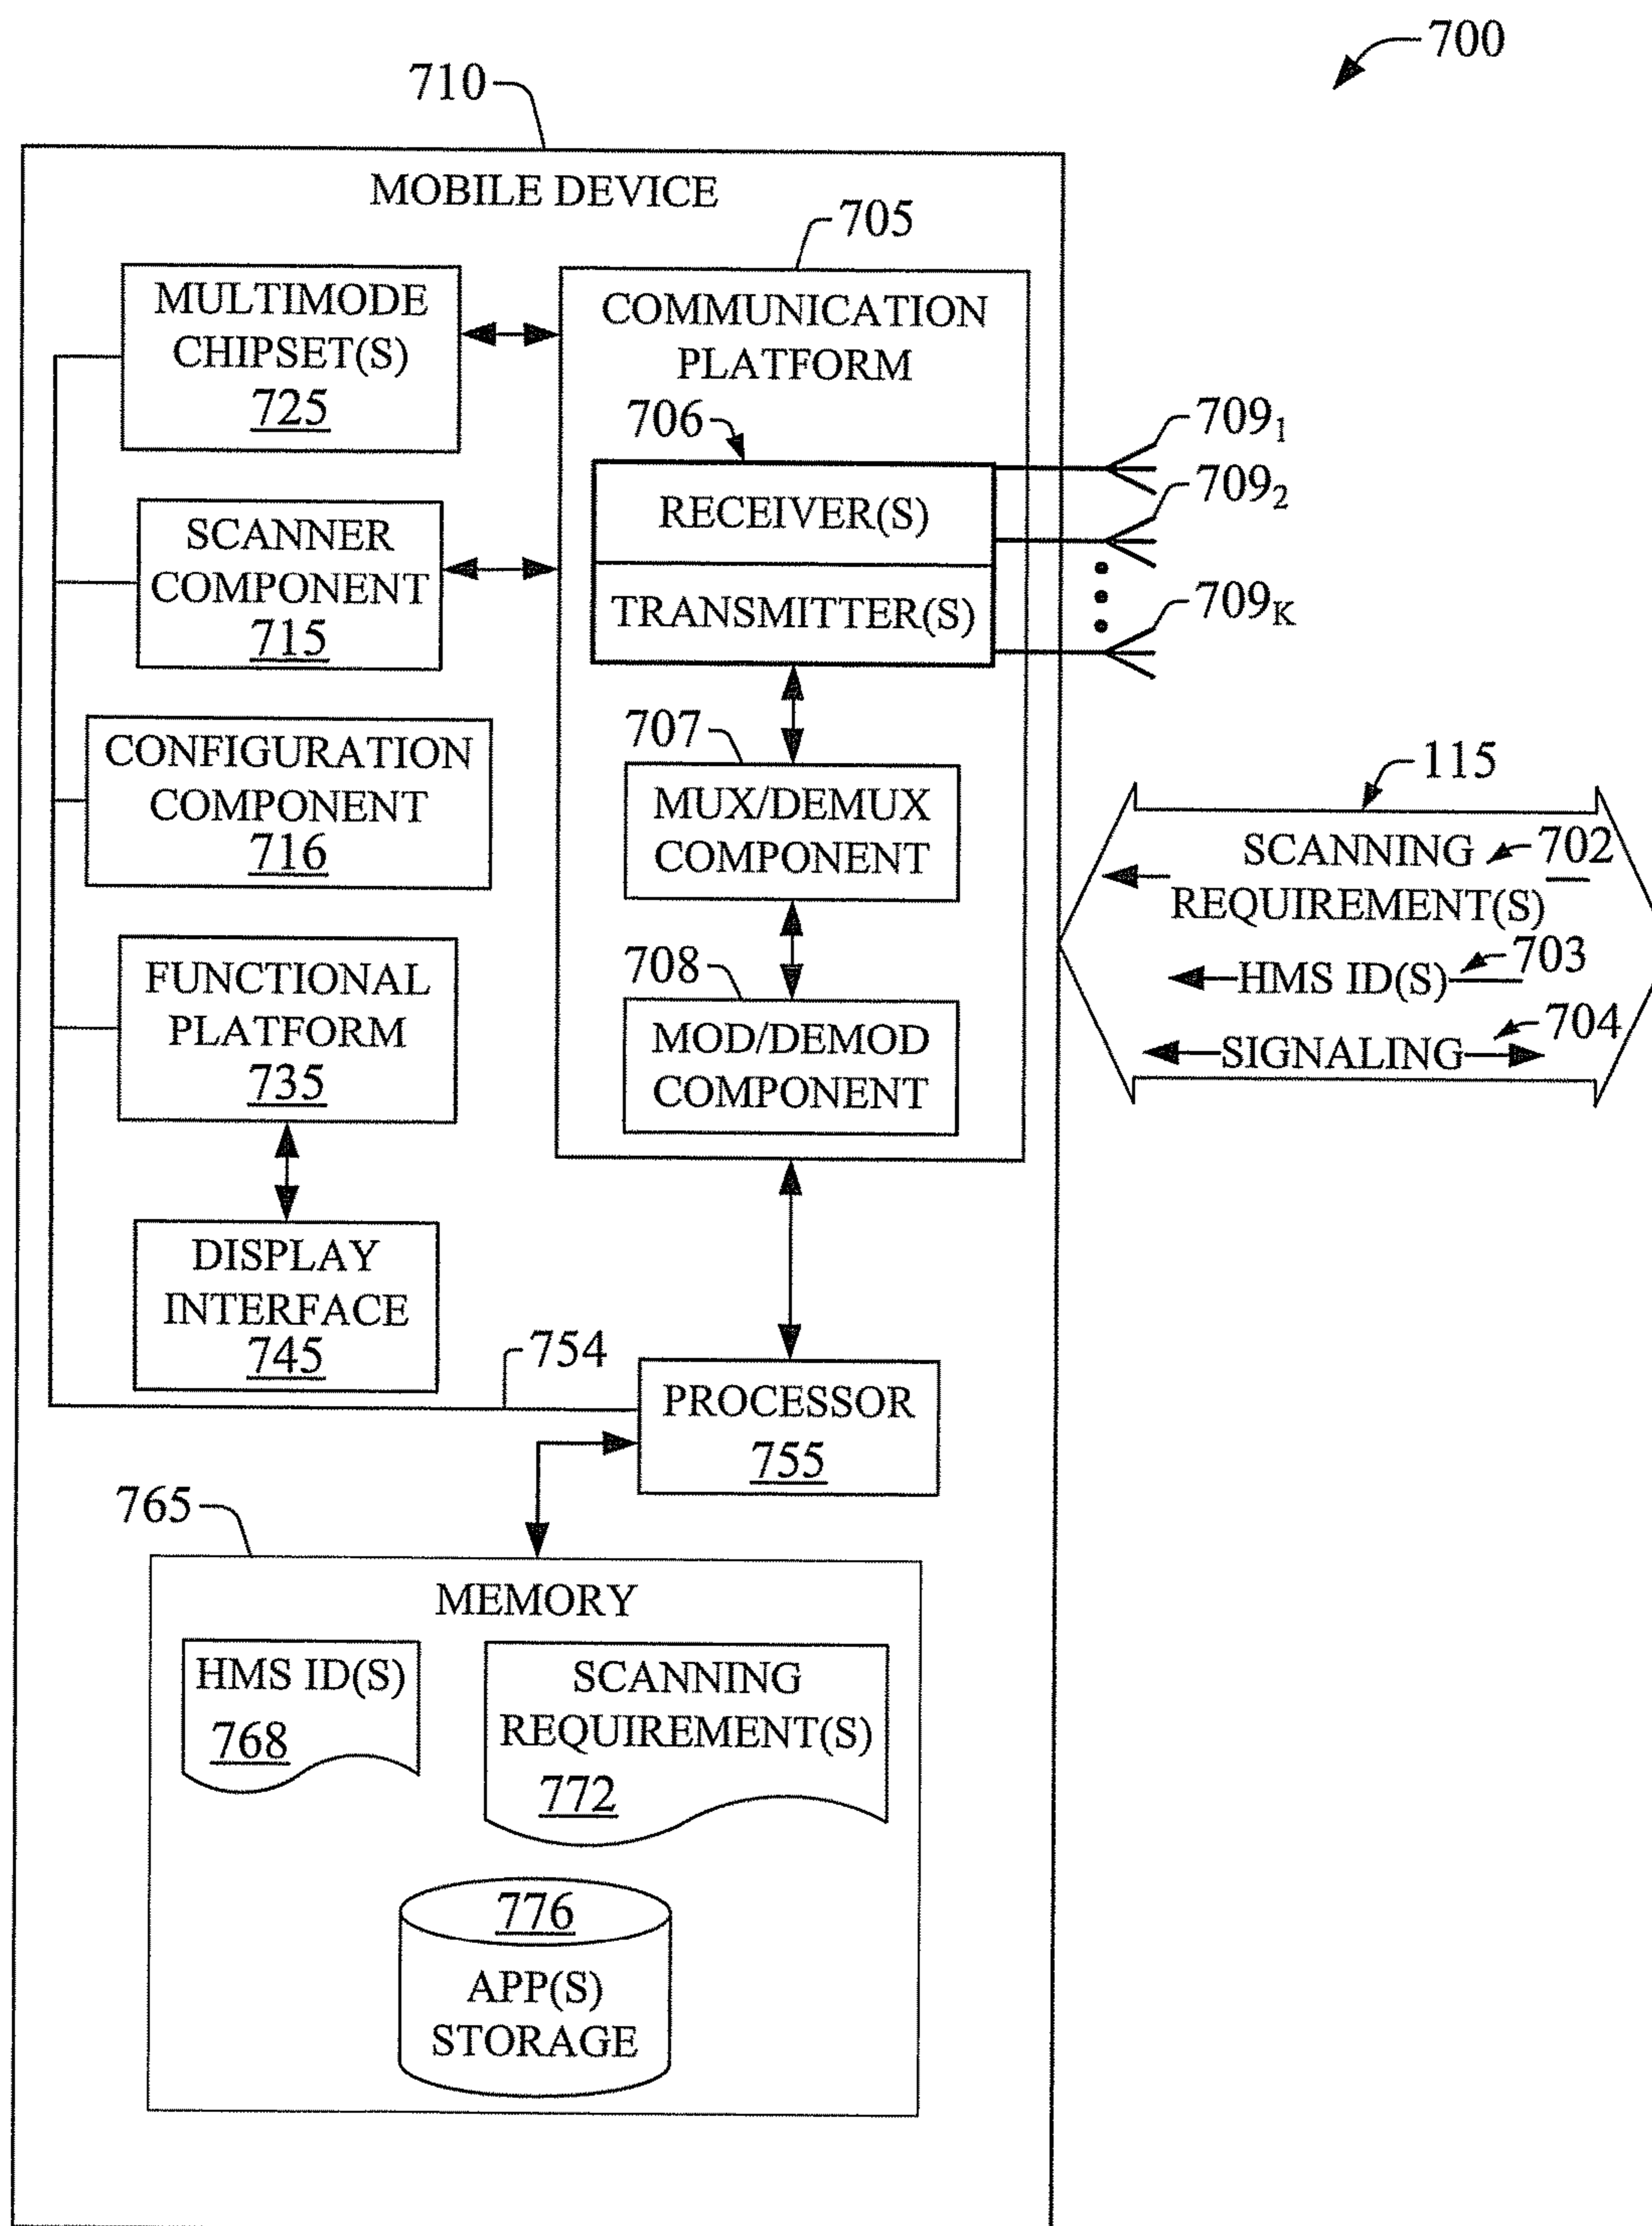 700
710
MOBILE DEVICE
705
MULTIMODE
CHIPSET(S)
725
COMMUNICATION
PLATFORM
706
709₁
RECEIVER(S)
709₂
SCANNER
COMPONENT
715
TRANSMITTER(S)
709K
707
CONFIGURATION
COMPONENT
716
MUX/DEMUX
COMPONENT
115
SCANNING 702
REQUIREMENT(S)
HMS ID(S) 703
SIGNALING 704
708
FUNCTIONAL
PLATFORM
735
MOD/DEMOD
COMPONENT
DISPLAY
INTERFACE
745
754
PROCESSOR
755
765
MEMORY
HMS ID(S)
768
SCANNING
REQUIREMENT(S)
772
776
APP(S)
STORAGE